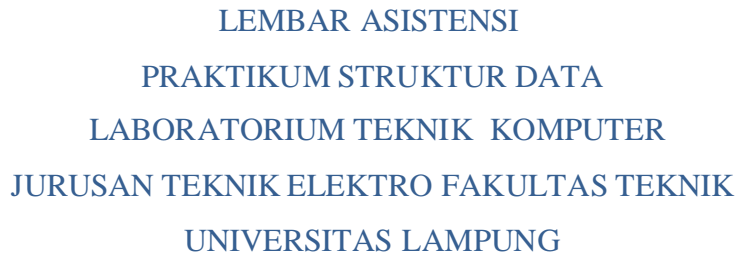 LEMBAR ASISTENSI
PRAKTIKUM STRUKTUR DATA
LABORATORIUM TEKNIK KOMPUTER
JURUSAN TEKNIK ELEKTRO FAKULTAS TEKNIK
UNIVERSITAS LAMPUNG